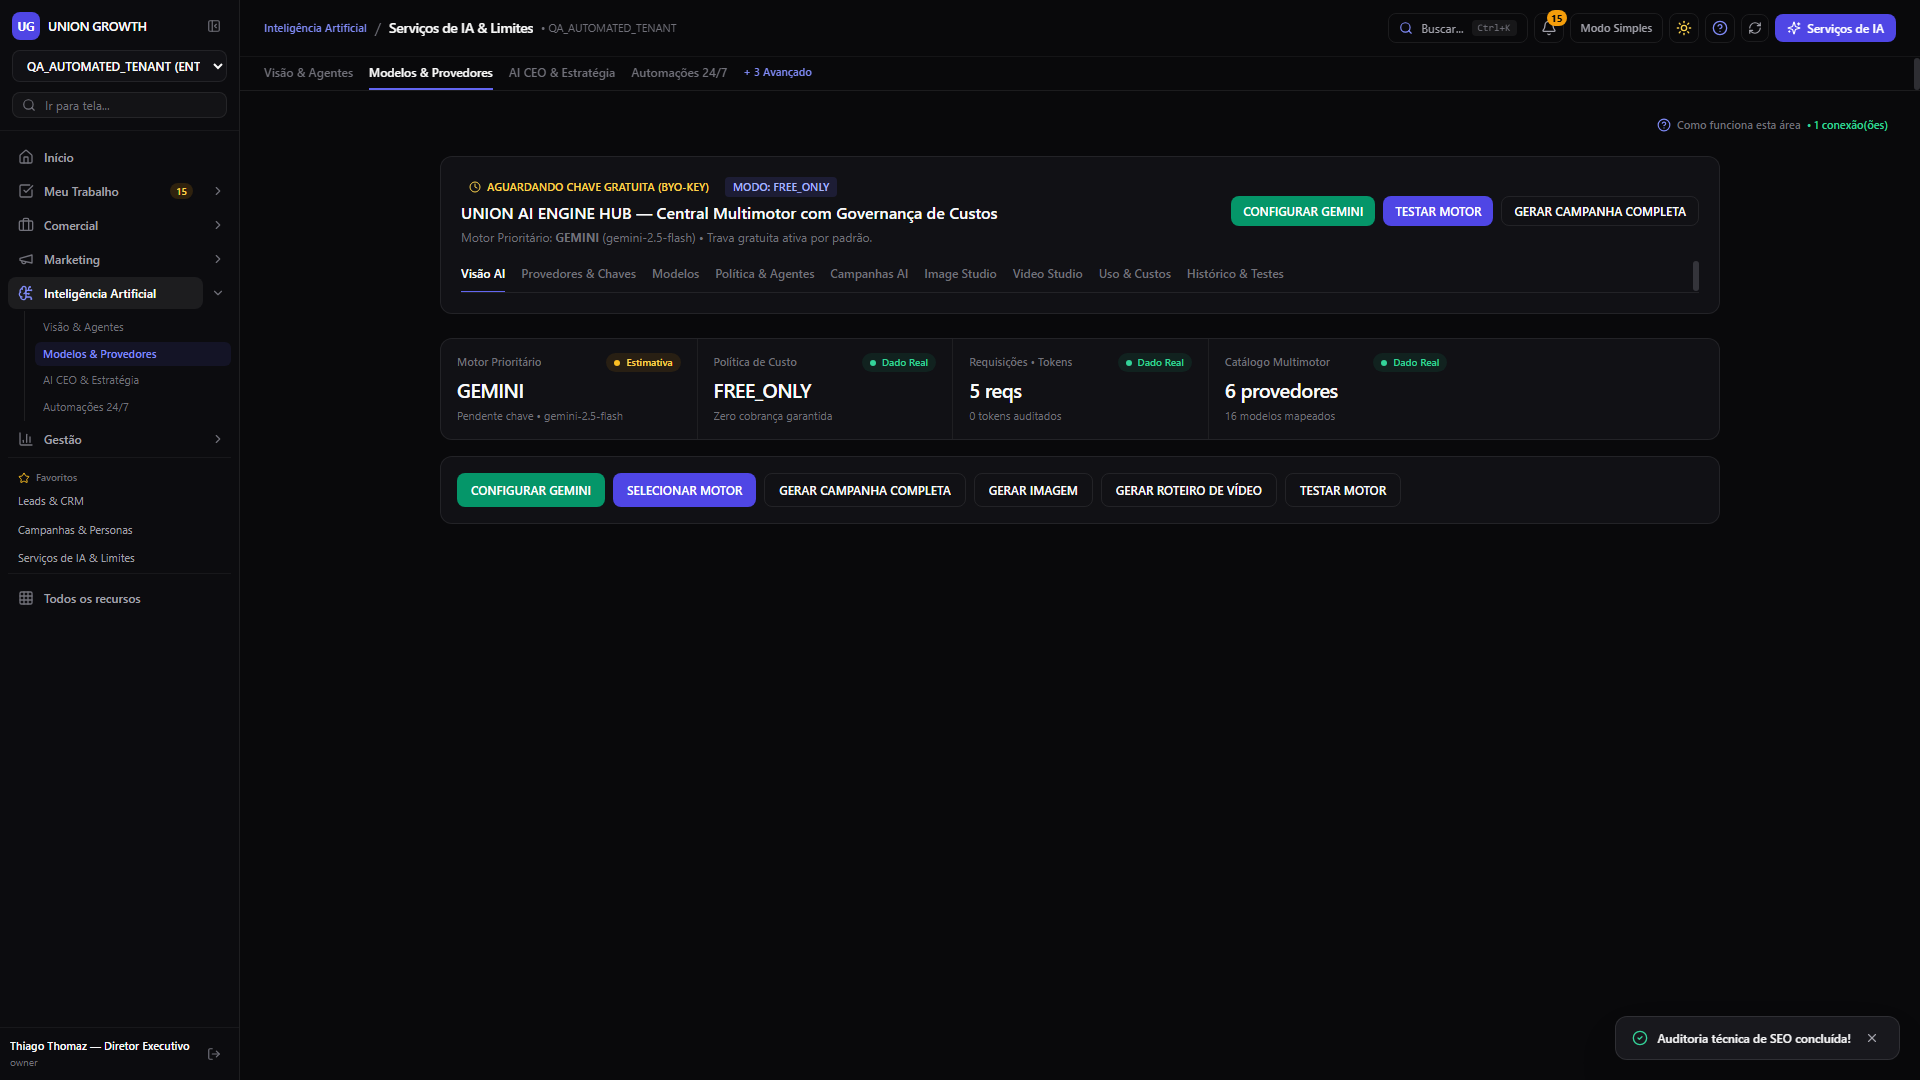 UG UNION GROWTH
QA_AUTOMATED_TENANT (ENT
Ir para tela...
Início
Meu Trabalho 15
Comercial
Marketing
Inteligência Artificial
Visão & Agentes
Modelos & Provedores
AI CEO & Estratégia
Automações 24/7
Gestão
Favoritos
Leads & CRM
Campanhas & Personas
Serviços de IA & Limites
Todos os recursos
Thiago Thomaz — Diretor Executivo
owner
Inteligência Artificial / Serviços de IA & Limites • QA_AUTOMATED_TENANT
Buscar... Ctrl+K
15
Modo Simples
Serviços de IA
Visão & Agentes Modelos & Provedores AI CEO & Estratégia Automações 24/7 + 3 Avançado
Como funciona esta área • 1 conexão(ões)
AGUARDANDO CHAVE GRATUITA (BYO-KEY) MODO: FREE_ONLY
UNION AI ENGINE HUB — Central Multimotor com Governança de Custos
Motor Prioritário: GEMINI (gemini-2.5-flash) • Trava gratuita ativa por padrão.
CONFIGURAR GEMINI TESTAR MOTOR GERAR CAMPANHA COMPLETA
Visão AI Provedores & Chaves Modelos Política & Agentes Campanhas AI Image Studio Video Studio Uso & Custos Histórico & Testes
Motor Prioritário Estimativa
GEMINI
Pendente chave • gemini-2.5-flash
Política de Custo Dado Real
FREE_ONLY
Zero cobrança garantida
Requisições • Tokens Dado Real
5 reqs
0 tokens auditados
Catálogo Multimotor Dado Real
6 provedores
16 modelos mapeados
CONFIGURAR GEMINI SELECIONAR MOTOR GERAR CAMPANHA COMPLETA GERAR IMAGEM GERAR ROTEIRO DE VÍDEO TESTAR MOTOR
Auditoria técnica de SEO concluída!